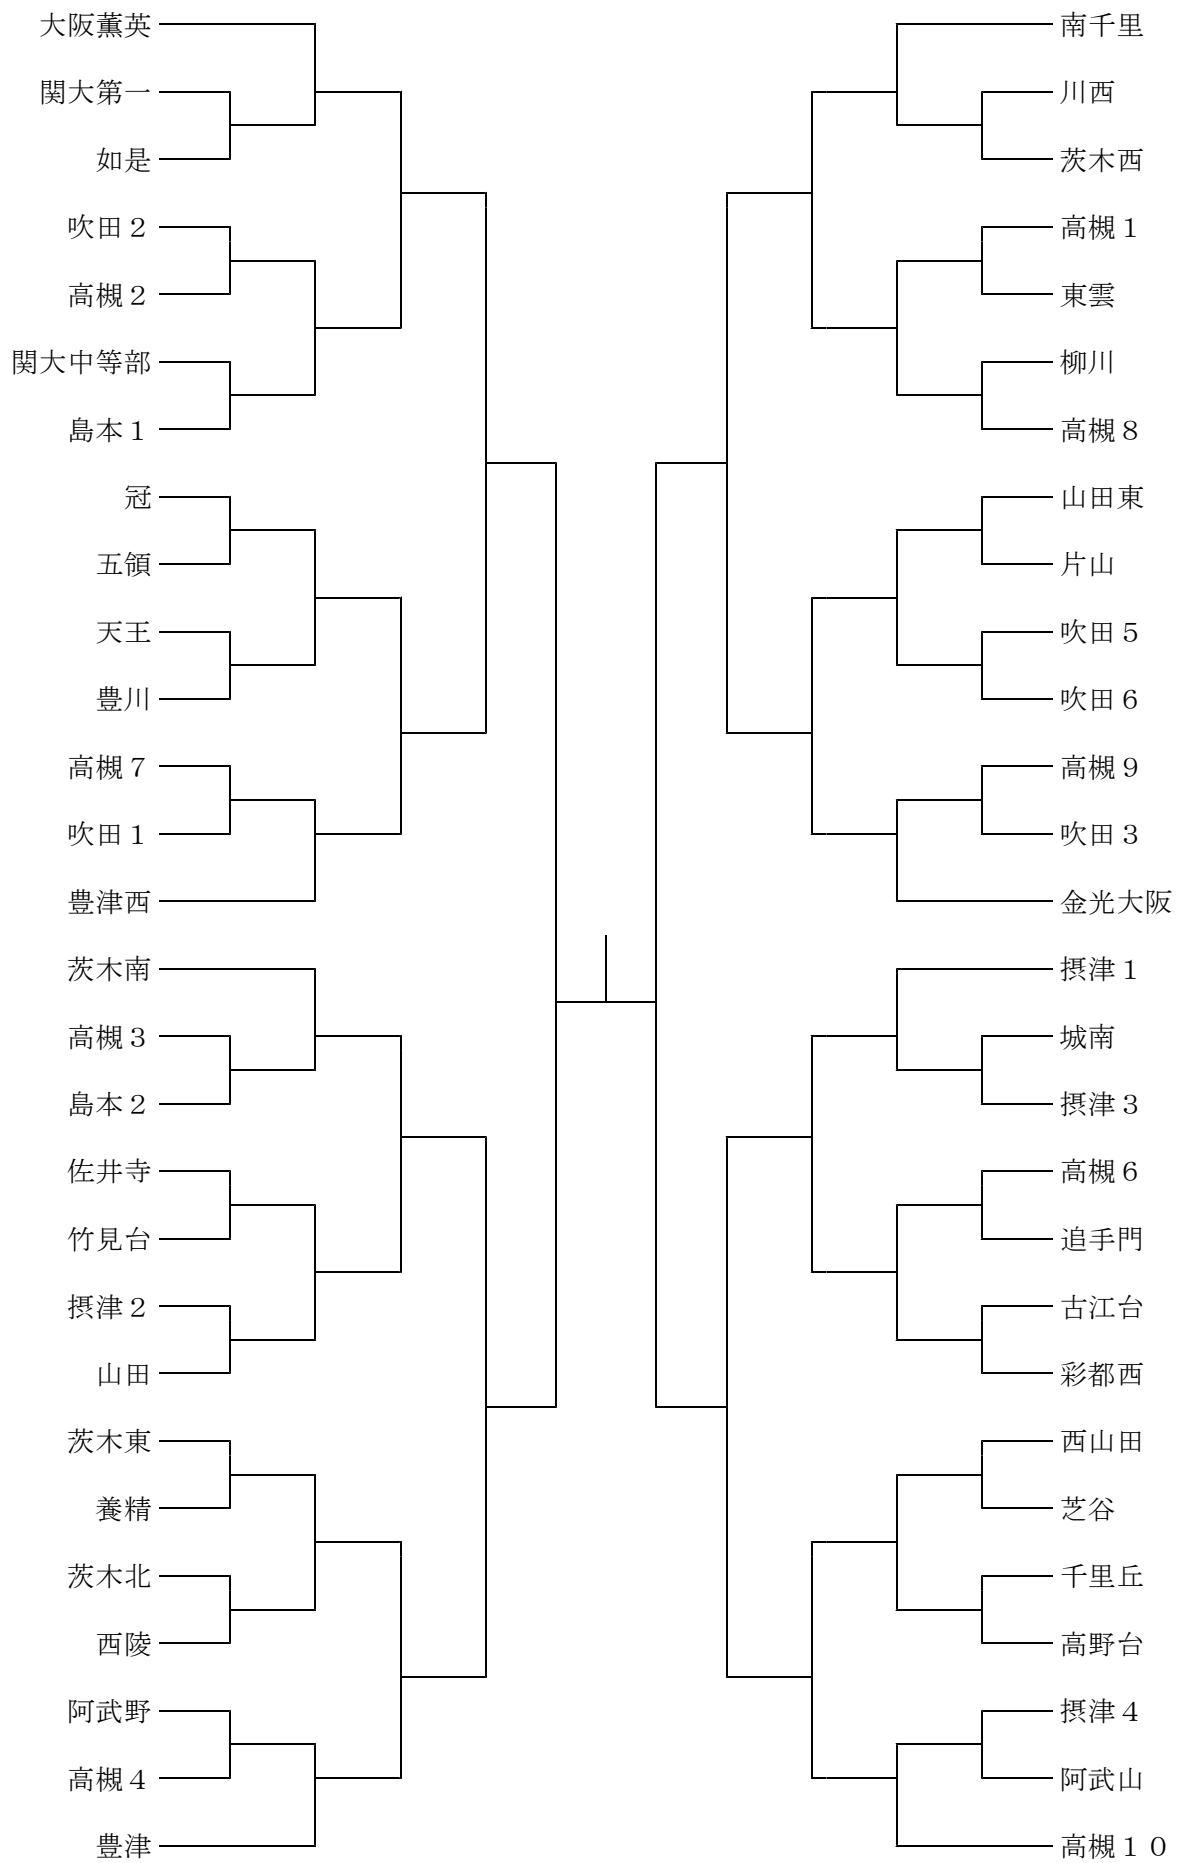 大阪薫英
関大第一
如是
吹田２
高槻２
関大中等部
島本１
冠
五領
天王
豊川
高槻７
吹田１
豊津西
茨木南
高槻３
島本２
佐井寺
竹見台
摂津２
山田
茨木東
養精
茨木北
西陵
阿武野
高槻４
豊津
南千里
川西
茨木西
高槻１
東雲
柳川
高槻８
山田東
片山
吹田５
吹田６
高槻９
吹田３
金光大阪
摂津１
城南
摂津３
高槻６
追手門
古江台
彩都西
西山田
芝谷
千里丘
高野台
摂津４
阿武山
高槻１０